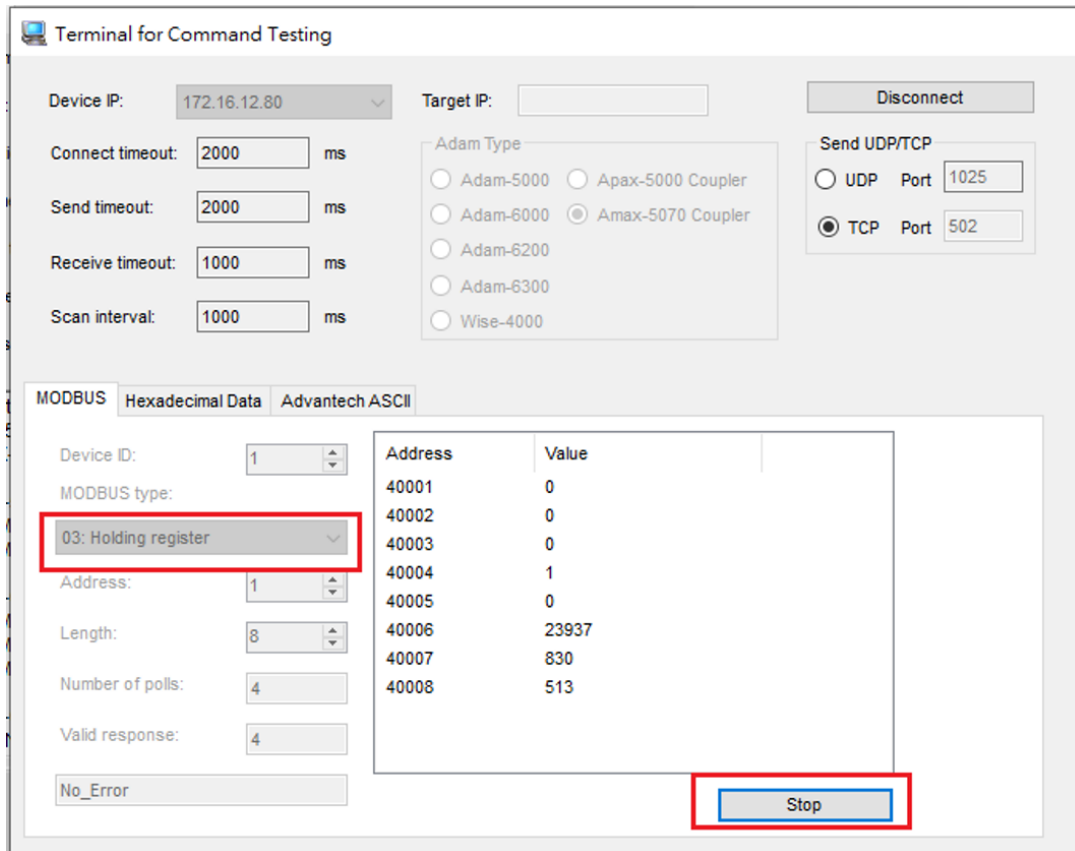 Terminal for Command Testing
Device IP: 172.16.12.80 Target IP: Disconnect
Connect timeout: 2000 ms Adam Type Send UDP/TCP
Adam-5000 Apax-5000 Coupler UDP Port 1025
Send timeout: 2000 ms Adam-6000 Amax-5070 Coupler
TCP Port 502
Adam-6200
Receive timeout: 1000 ms
Adam-6300
Scan interval: 1000 ms Wise-4000
MODBUS Hexadecimal Data Advantech ASCII
Device ID: 1 Address Value
40001 0
MODBUS type:
40002 0
03: Holding register 40003 0
40004 1
Address: 1
40005 0
Length: 8 40006 23937
40007 830
Number of polls: 4 40008 513
Valid response: 4
No_Error
Stop